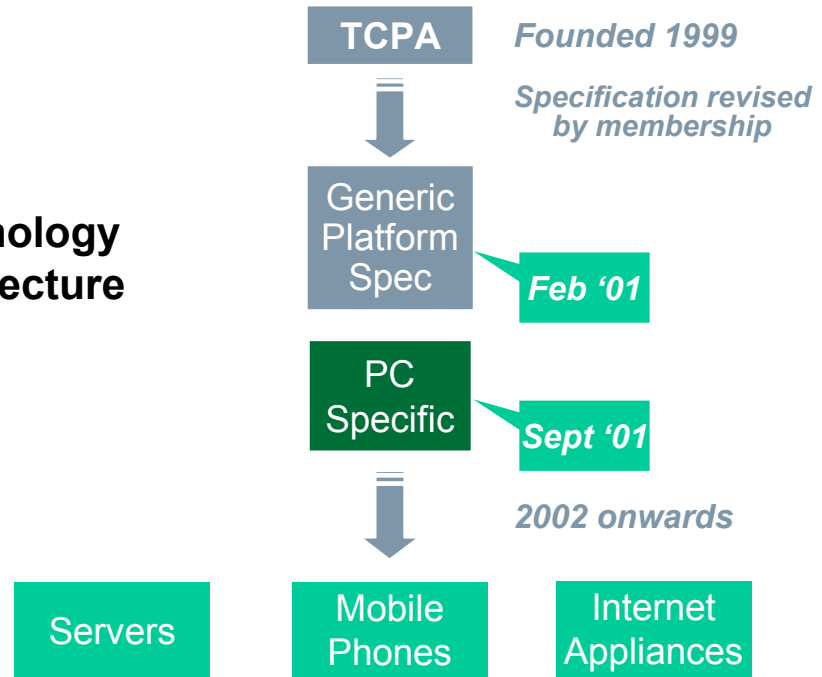 TCPA
Founded 1999
Specification revised
by membership
Generic
Platform
Spec
Feb ‘01
nology
ecture
PC
Specific
Sept ‘01
2002 onwards
Servers
Mobile
Phones
Internet
Appliances